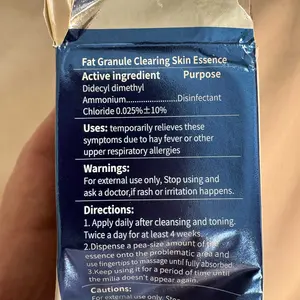 Fat Granule Clearing Skin Essence
Active ingredient Purpose
Didecyl dimethyl
Ammonium......................Disinfectant
Chloride 0.025%±10%
Uses: temporarily relieves these
symptoms due to hay fever or other
upper respiratory allergies
Warnings:
For external use only, Stop using and
ask a doctor,if rash or irritation happens.
Directions:
1. Apply daily after cleansing and toning.
Twice a day for at least 4 weeks.
2.Dispense a pea-size amount of the
essence onto the problematic area and
use fingertips to massage until fully absorbed
3.Keep using it for a period of time until
the milia doesn't appear again.
Cautions:
For external use only. Stop